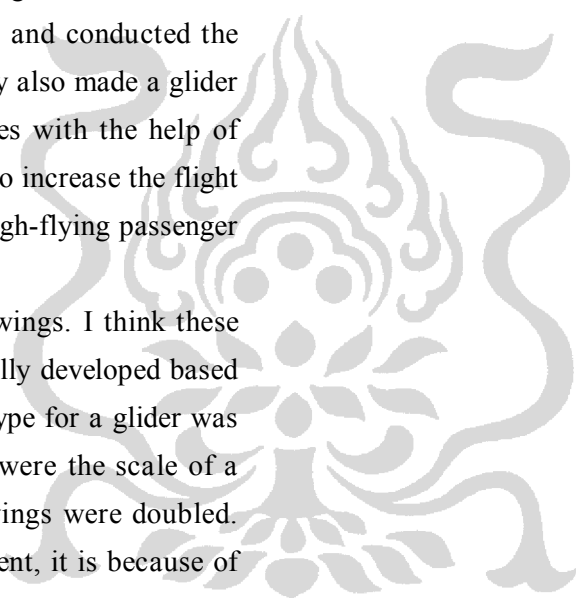 and conducted the
also made a glider
es with the help of
o increase the flight
gh-flying passenger
wings. I think these
lly developed based
ype for a glider was
were the scale of a
ings were doubled.
ent, it is because of